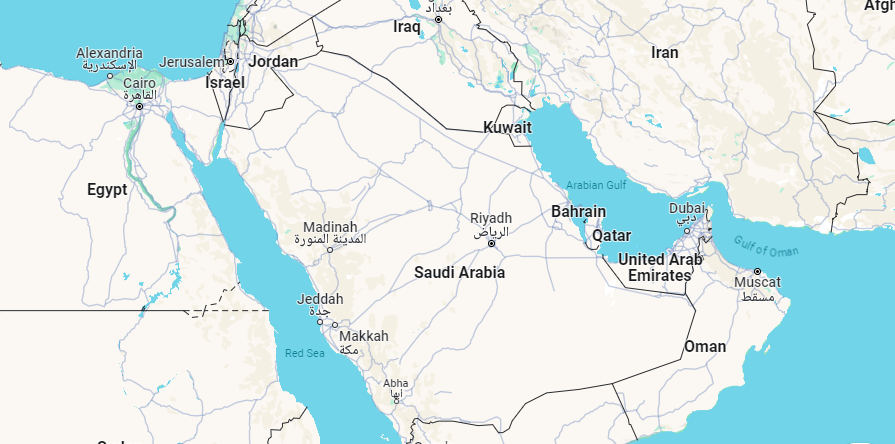 بغداد
Iraq
Alexandria
الإسكندرية
Jerusalem
Jordan
Iran
Cairo
القاهرة
Israel
Kuwait
Egypt
Arabian Gulf
Madinah
المدينة المنورة
Riyadh
الرياض
Bahrain
Qatar
Dubai
دبي
Gulf of Oman
United Arab
Emirates
Saudi Arabia
Muscat
مسقط
Jeddah
جدة
Makkah
مكة
Red Sea
Oman
Abha
أبها